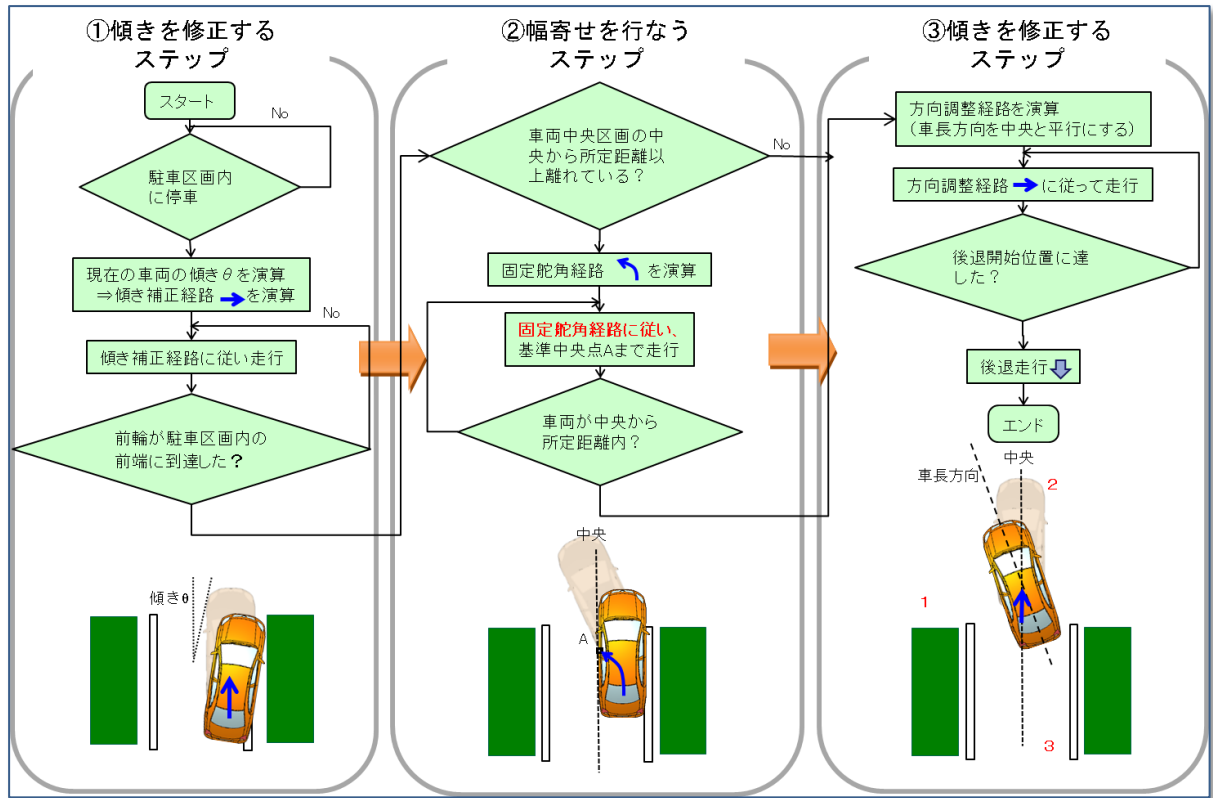 ①傾きを修正する
ステップ
スタート
No
駐車区画内
に停車
現在の車両の傾きθを演算
⇒傾き補正経路 を演算
No
傾き補正経路に従い走行
前輪が駐車区画内の
前端に到達した？
傾きθ
②幅寄せを行なう
ステップ
車両中央区画の中
央から所定距離以
上離れている？
No
固定舵角経路 を演算
固定舵角経路に従い、
基準中央点Aまで走行
車両が中央から
所定距離内？
中央
A
③傾きを修正する
ステップ
方向調整経路を演算
（車長方向を中央と平行にする）
方向調整経路 に従って走行
後退開始位置に達
した？
後退走行
エンド
中央
車長方向
2
1
3